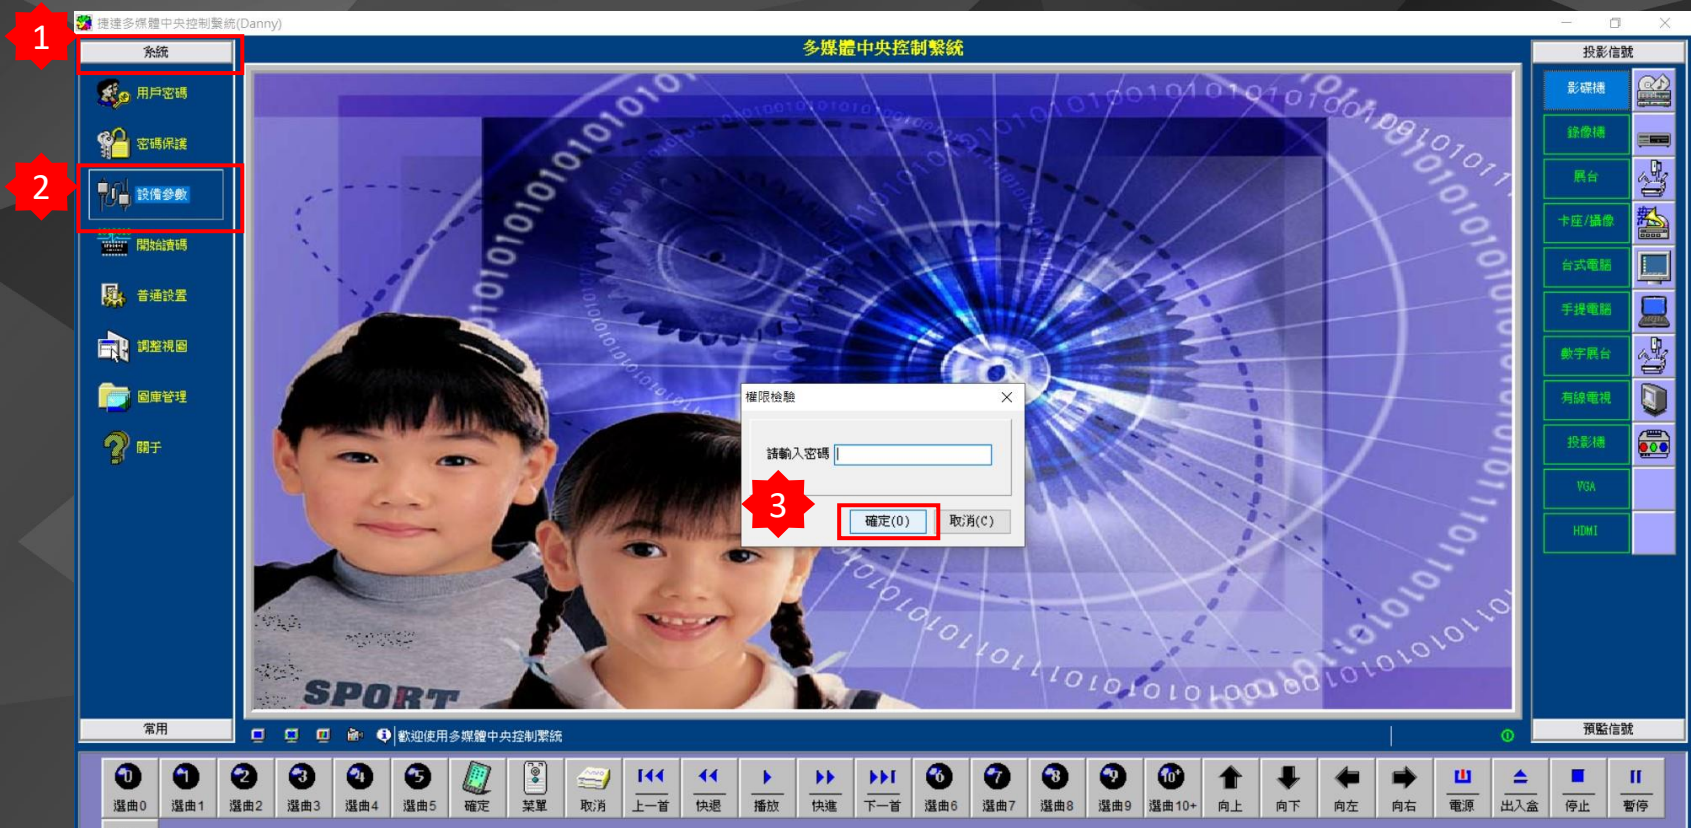 捷達多媒體中央控制繫統(Danny)
1
系統
多媒體中央控制繫統
投影信號
用戶密碼
密碼保護
2
設備參數
開始讀碼
普通設置
調整視圖
圖庫管理
關于
常用
影碟機
錄像機
展台
卡座/攝像
台式電腦
手提電腦
數字展台
有線電視
投影機
VGA
HDMI
預監信號
權限檢驗
請輸入密碼
3
確定(O)
取消(C)
SPORT
歡迎使用多媒體中央控制繫統
選曲0
選曲1
選曲2
選曲3
選曲4
選曲5
確定
菜單
取消
上一首
快退
播放
快進
下一首
選曲6
選曲7
選曲8
選曲9
選曲10+
向上
向下
向左
向右
電源
出入盒
停止
暫停